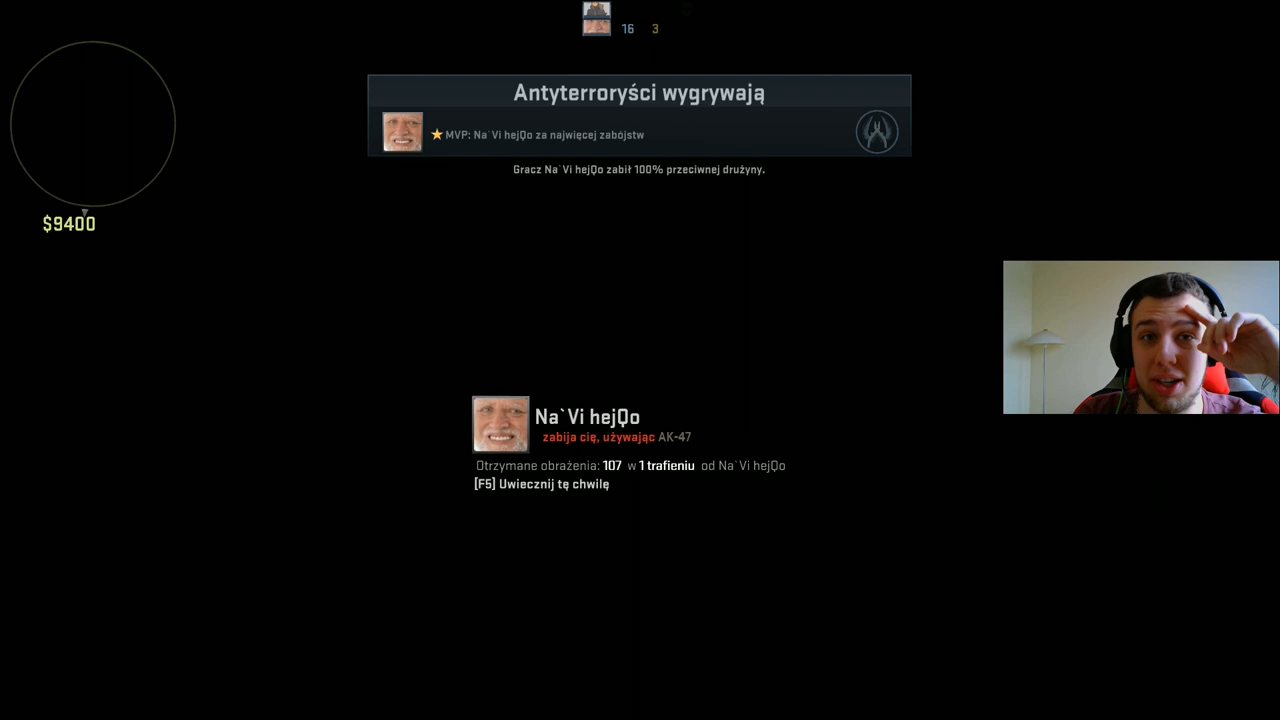 16 3
Antyterroryści wygrywają
MVP: Na`Vi hejQo za najwięcej zabójstw
Gracz Na`Vi hejQo zabił 100% przeciwnej drużyny.
$9400
Na`Vi hejQo
zabija cię, używając AK-47
Otrzymane obrażenia: 107 w 1 trafieniu od Na`Vi hejQo
[F5] Uwiecznij tę chwilę